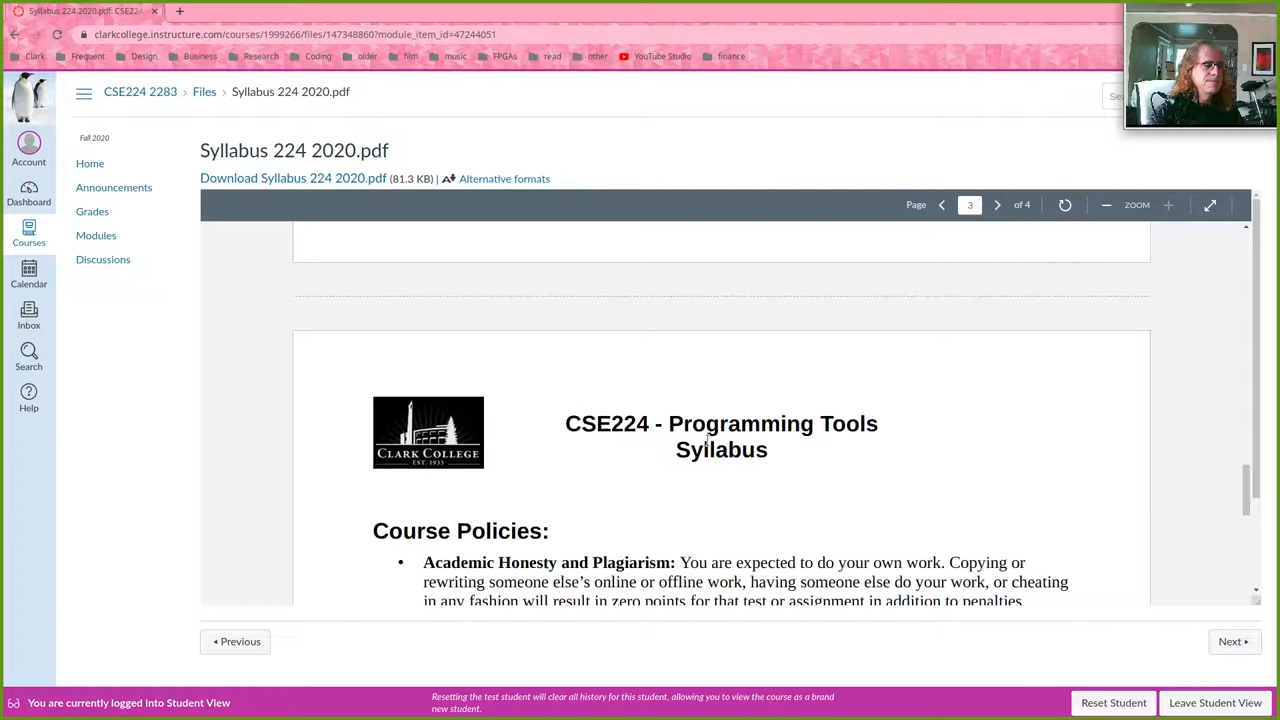 Syllabus 224 2020.pdf: CSE22
clarkcollege.instructure.com/courses/1999266/files/147348860?module_item_id=47244051
Clark Frequent Design Business Research Coding older film music FPGAs read other YouTube Studio finance
CSE224 2283 › Files › Syllabus 224 2020.pdf
Account
Dashboard
Courses
Calendar
Inbox
Search
Help
Fall 2020
Home
Announcements
Grades
Modules
Discussions
Syllabus 224 2020.pdf
Download Syllabus 224 2020.pdf (81.3 KB) | Alternative formats
Page 3 of 4 ZOOM
CLARK COLLEGE
EST. 1933
CSE224 - Programming Tools
Syllabus
Course Policies:
• Academic Honesty and Plagiarism: You are expected to do your own work. Copying or
rewriting someone else’s online or offline work, having someone else do your work, or cheating
in any fashion will result in zero points for that test or assignment in addition to penalties
Previous
Next
You are currently logged into Student View
Resetting the test student will clear all history for this student, allowing you to view the course as a brand
new student.
Reset Student
Leave Student View